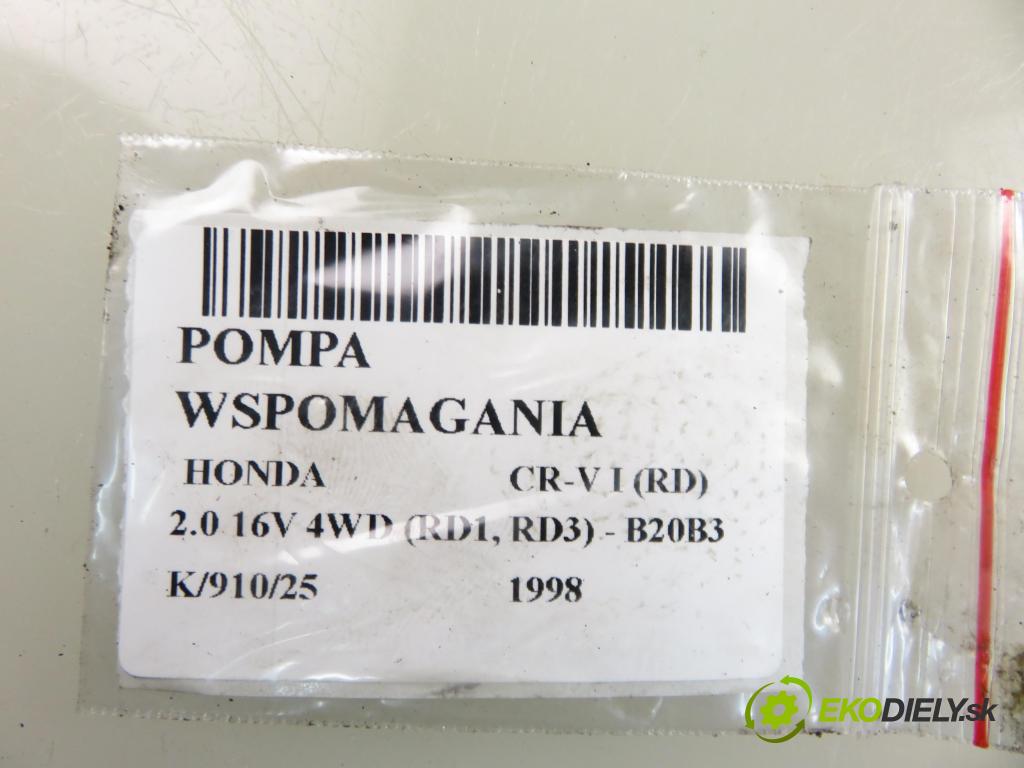 POMPA
WSPOMAGANIA
HONDA CR-V I (RD)
2.0 16V 4WD (RD1, RD3) - B20B3
K/910/25 1998
EKODIELY.sk